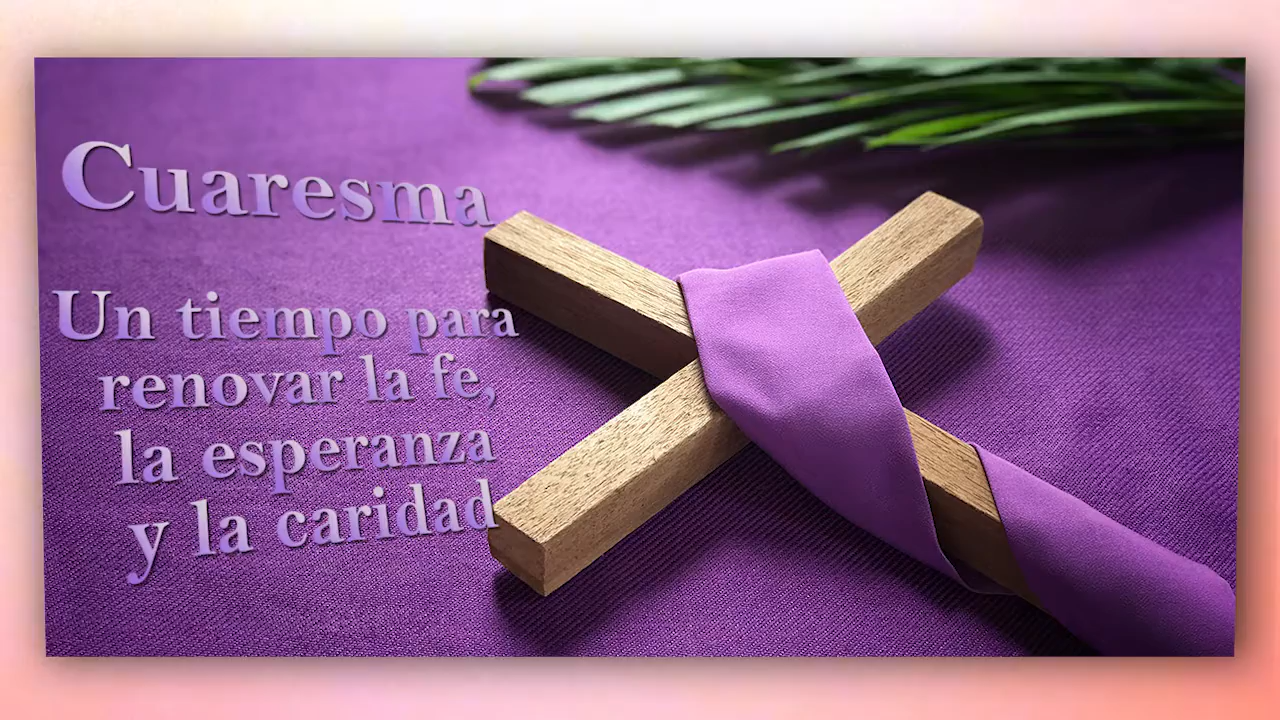 Cuaresma
Un tiempo para
renovar la fe,
la esperanza
y la caridad